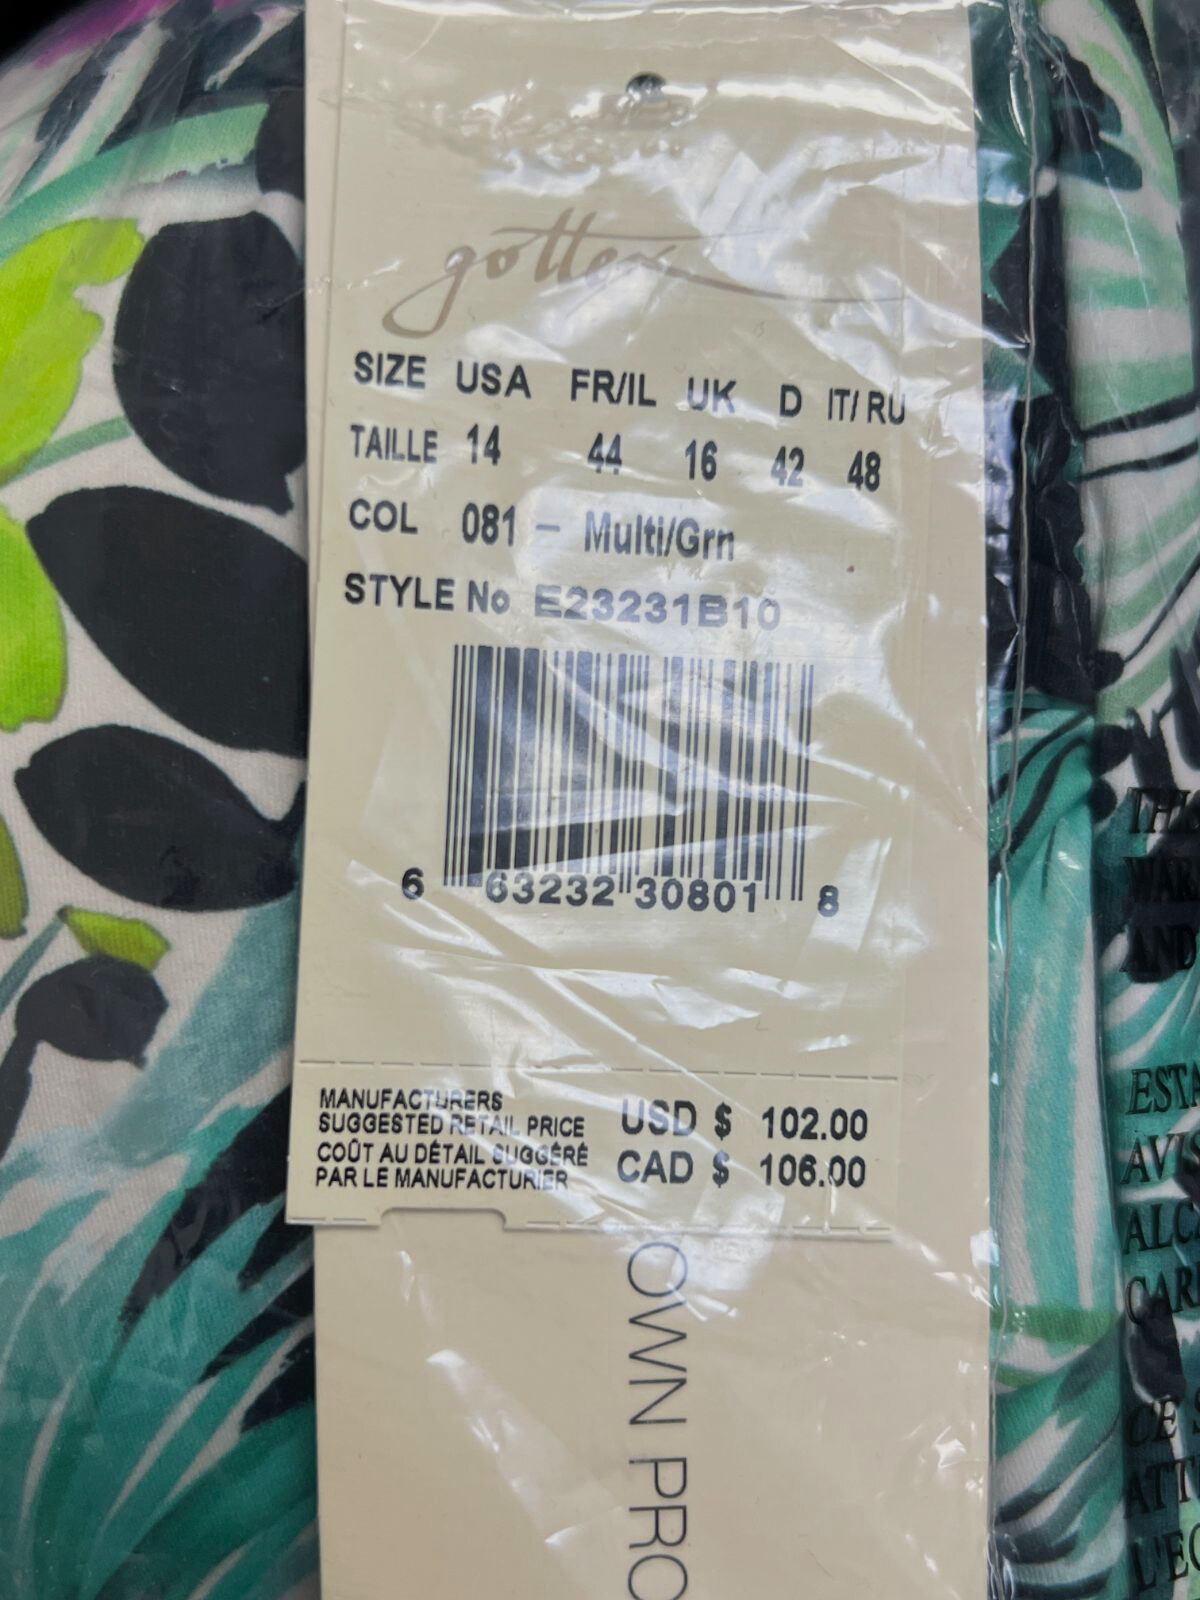 gottex
SIZE USA FR/IL UK D IT/ RU
TAILLE 14 44 16 42 48
COL 081 – Multi/Grn
STYLE No E23231B10
6 63232 30801 8
MANUFACTURERS
SUGGESTED RETAIL PRICE
COÛT AU DÉTAIL SUGGÉRÉ
PAR LE MANUFACTURIER
USD $ 102.00
CAD $ 106.00
OWN PRO
AND
CE